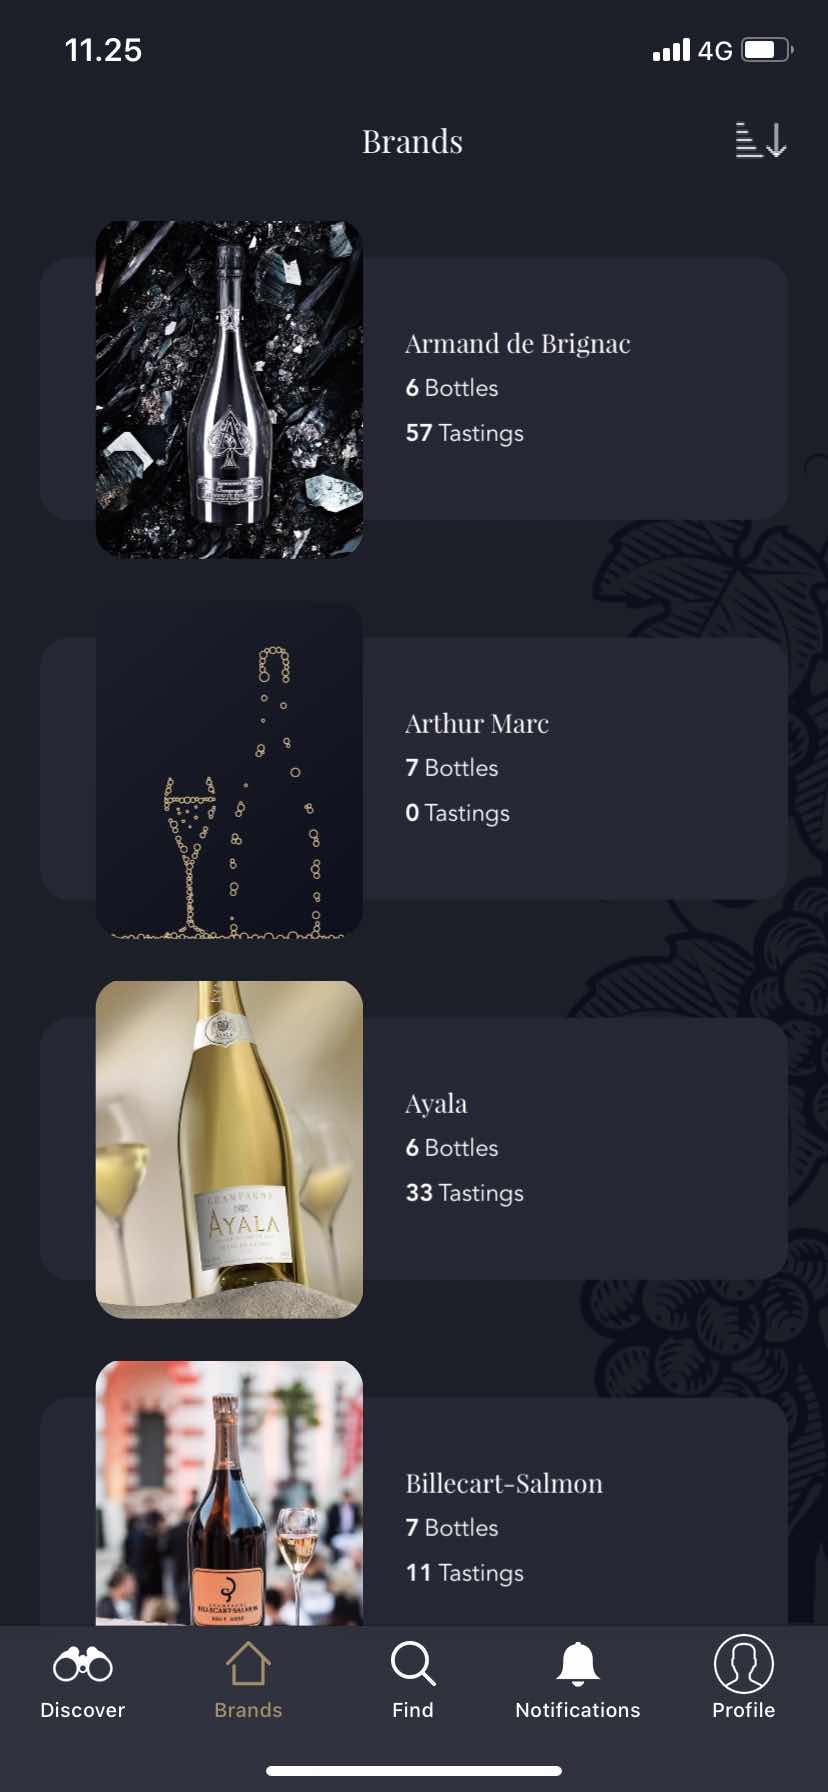 11.25
4G
Brands
Armand de Brignac
6 Bottles
57 Tastings
Arthur Marc
7 Bottles
0 Tastings
CHAMPAGNE
AYALA
Ayala
6 Bottles
33 Tastings
BILLECART-SALMON
Billecart-Salmon
7 Bottles
11 Tastings
Discover
Brands
Find
Notifications
Profile